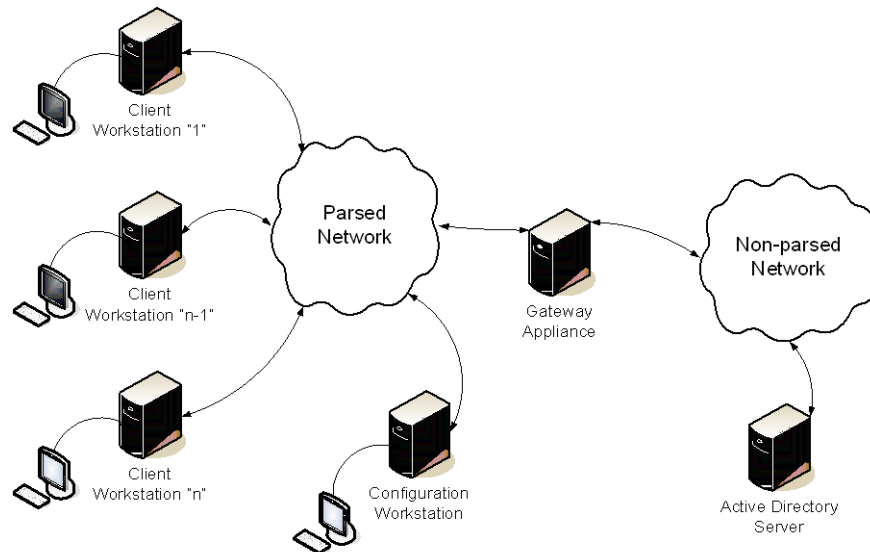 Client
Workstation "1"
Parsed
Network
Client
Workstation "n-1"
Non-parsed
Network
Gateway
Appliance
Client
Workstation "n"
Configuration
Workstation
Active Directory
Server